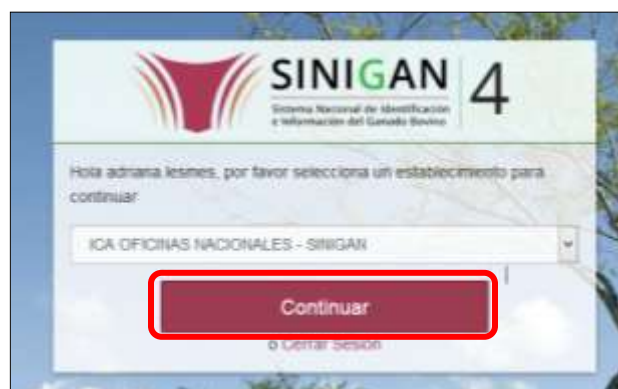 SINIGAN 4
Sistema Nacional de Identificación
e Información del Ganado Bovino
Hola adriana lesmes, por favor selecciona un establecimiento para
continuar
ICA OFICINAS NACIONALES - SINIGAN
Continuar
o Cerrar Sesión